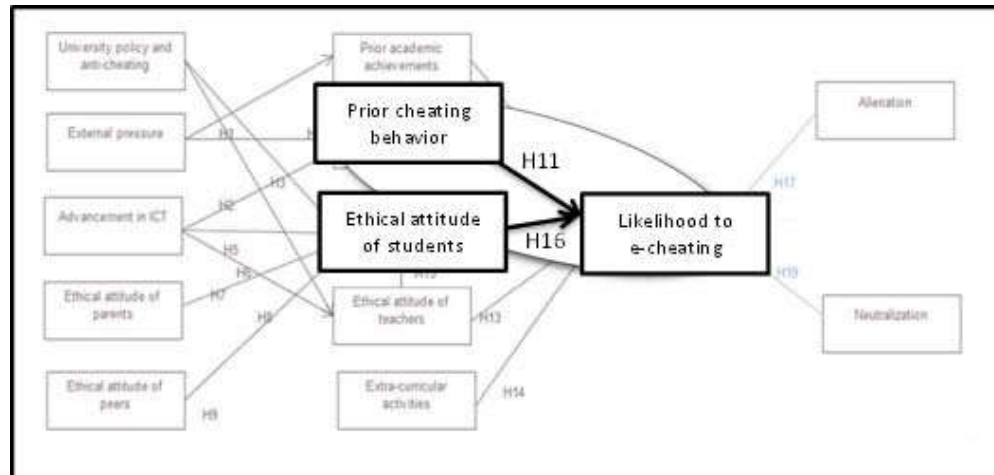 University policy and
anti-cheating
Prior academic
achievements
External pressure
H1
H
Prior cheating
behavior
Alienation
H11
H3
H2
H17
Advancement in ICT
Ethical attitude
of students
H16
Likelihood to
e-cheating
H5
H6
H7
Ethical attitude of
parents
Ethical attitude of
teachers
H13
H8
Neutralization
Ethical attitude of
peers
H9
Extra-curricular
activities
H14